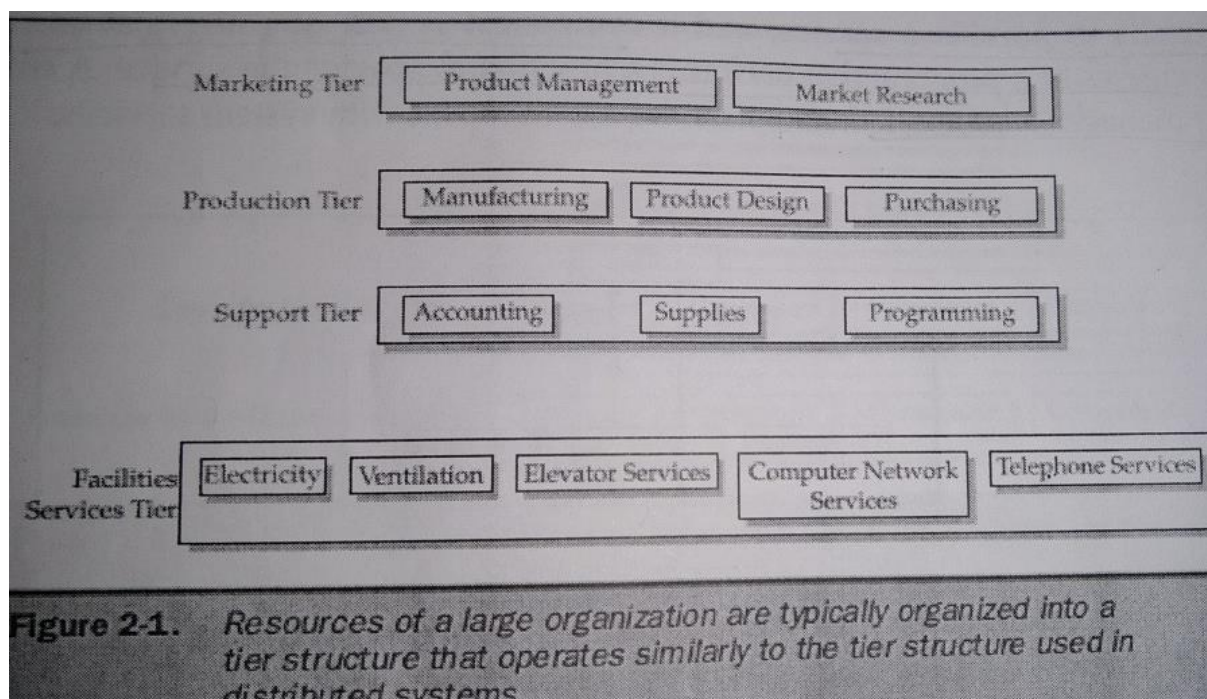 Marketing Tier
Product Management
Market Research
Production Tier
Manufacturing
Product Design
Purchasing
Support Tier
Accounting
Supplies
Programming
Facilities
Services Tier
Electricity
Ventilation
Elevator Services
Computer Network
Services
Telephone Services
Figure 2-1. Resources of a large organization are typically organized into a
tier structure that operates similarly to the tier structure used in
distributed systems